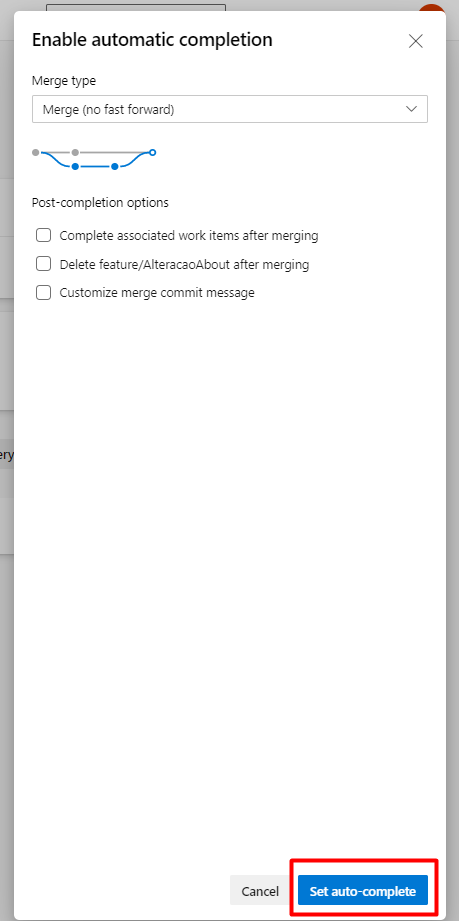 Enable automatic completion
Merge type
Merge (no fast forward)
Post-completion options
Complete associated work items after merging
Delete feature/AlteracaoAbout after merging
Customize merge commit message
ery
Cancel
Set auto-complete